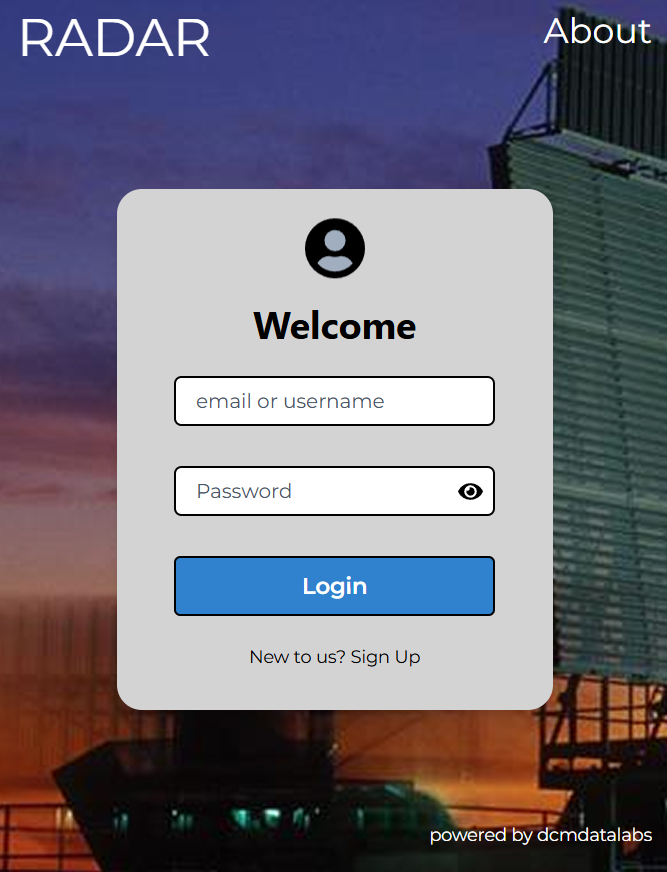 RADAR
About
Welcome
email or username
Password
Login
New to us? Sign Up
powered by dcmdatalabs